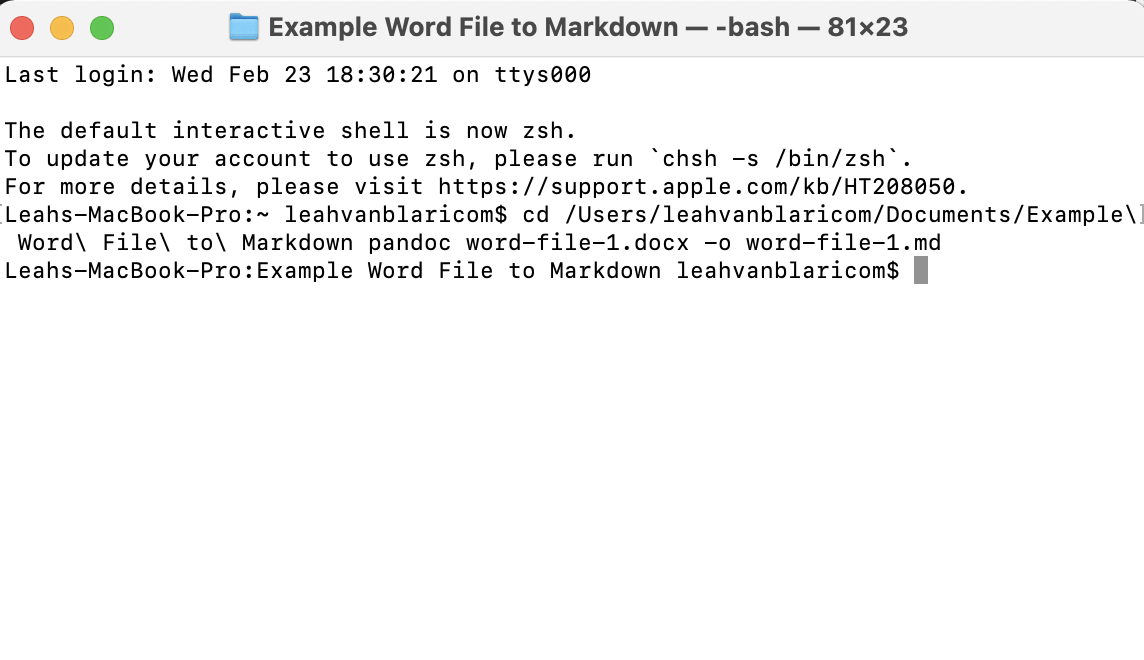 Example Word File to Markdown — -bash — 81×23
Last login: Wed Feb 23 18:30:21 on ttys000
The default interactive shell is now zsh.
To update your account to use zsh, please run `chsh -s /bin/zsh`.
For more details, please visit https://support.apple.com/kb/HT208050.
[Leahs-MacBook-Pro:~ leahvanblaricom$ cd /Users/leahvanblaricom/Documents/Example\]
 Word\ File\ to\ Markdown pandoc word-file-1.docx -o word-file-1.md
Leahs-MacBook-Pro:Example Word File to Markdown leahvanblaricom$